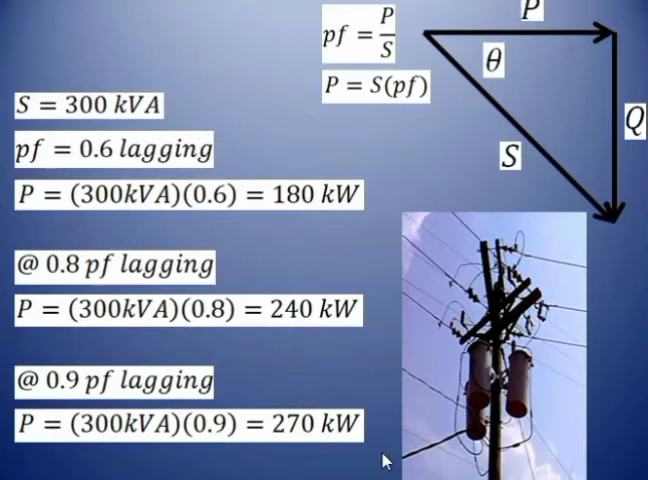 P
pf = P/S
θ
P = S(pf)
S = 300 kVA
Q
pf = 0.6 lagging
S
P = (300kVA)(0.6) = 180 kW
@ 0.8 pf lagging
P = (300kVA)(0.8) = 240 kW
@ 0.9 pf lagging
P = (300kVA)(0.9) = 270 kW